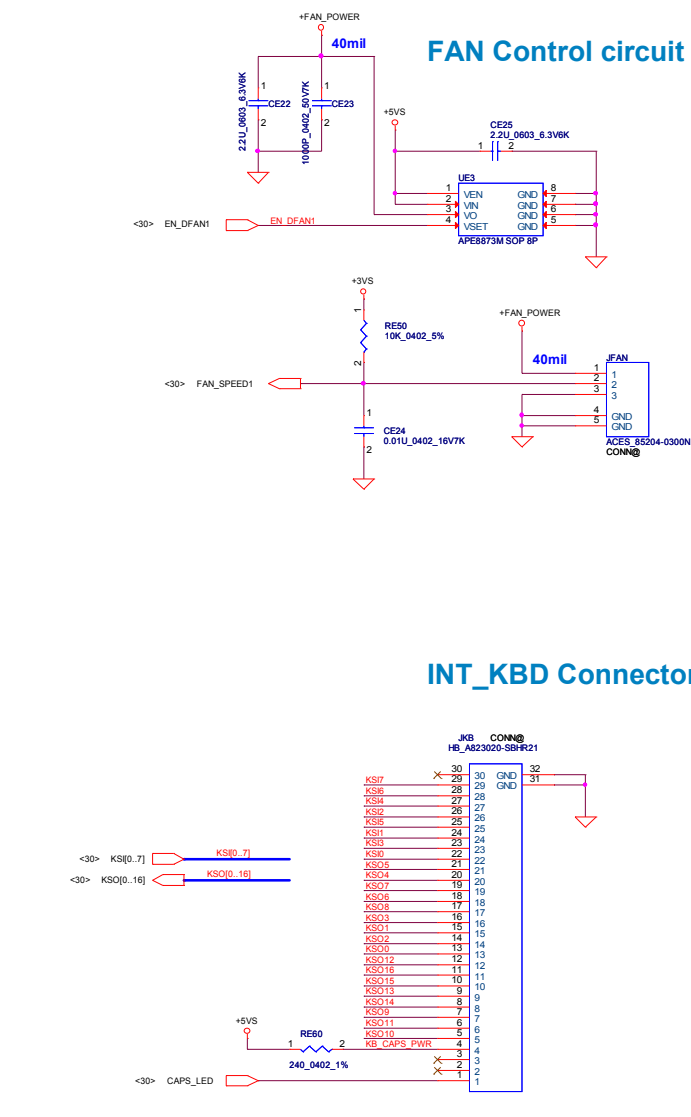 +FAN_POWER
40mil
FAN Control circuit
2.2U_0603_6.3V6K
1
CE22
2
1000P_0402_50V7K
1
CE23
2
+5VS
CE25
2.2U_0603_6.3V6K
1 2
UE3
1 VEN GND 8
2 VIN GND 7
3 VO GND 6
4 VSET GND 5
APE8873M SOP 8P
<30> EN_DFAN1 EN_DFAN1
+3VS
1
RE50
10K_0402_5%
2
+FAN_POWER
40mil
JFAN
1 1
2 2
3 3
4 GND
5 GND
ACES_85204-0300N
CONN@
<30> FAN_SPEED1
1
CE24
0.01U_0402_16V7K
2
INT_KBD Connector
JKB CONN@
HB_A823020-SBHR21
30 30 GND 32
KSI7 29 29 GND 31
KSI6 28 28
KSI4 27 27
KSI2 26 26
KSI5 25 25
KSI1 24 24
KSI3 23 23
KSI0 22 22
KSO5 21 21
KSO4 20 20
KSO7 19 19
KSO6 18 18
KSO8 17 17
KSO3 16 16
KSO1 15 15
KSO2 14 14
KSO0 13 13
KSO12 12 12
KSO16 11 11
KSO15 10 10
KSO13 9 9
KSO14 8 8
KSO9 7 7
KSO11 6 6
KSO10 5 5
KB_CAPS_PWR 4 4
3 3
2 2
1 1
<30> KSI[0..7] KSI[0..7]
<30> KSO[0..16] KSO[0..16]
+5VS
RE60
1 2
240_0402_1%
<30> CAPS_LED